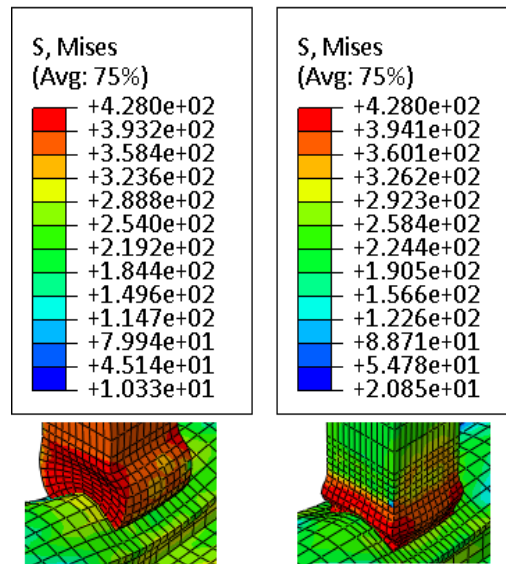 S, Mises
(Avg: 75%)
+4.280e+02
+3.932e+02
+3.584e+02
+3.236e+02
+2.888e+02
+2.540e+02
+2.192e+02
+1.844e+02
+1.496e+02
+1.147e+02
+7.994e+01
+4.514e+01
+1.033e+01
S, Mises
(Avg: 75%)
+4.280e+02
+3.941e+02
+3.601e+02
+3.262e+02
+2.923e+02
+2.584e+02
+2.244e+02
+1.905e+02
+1.566e+02
+1.226e+02
+8.871e+01
+5.478e+01
+2.085e+01